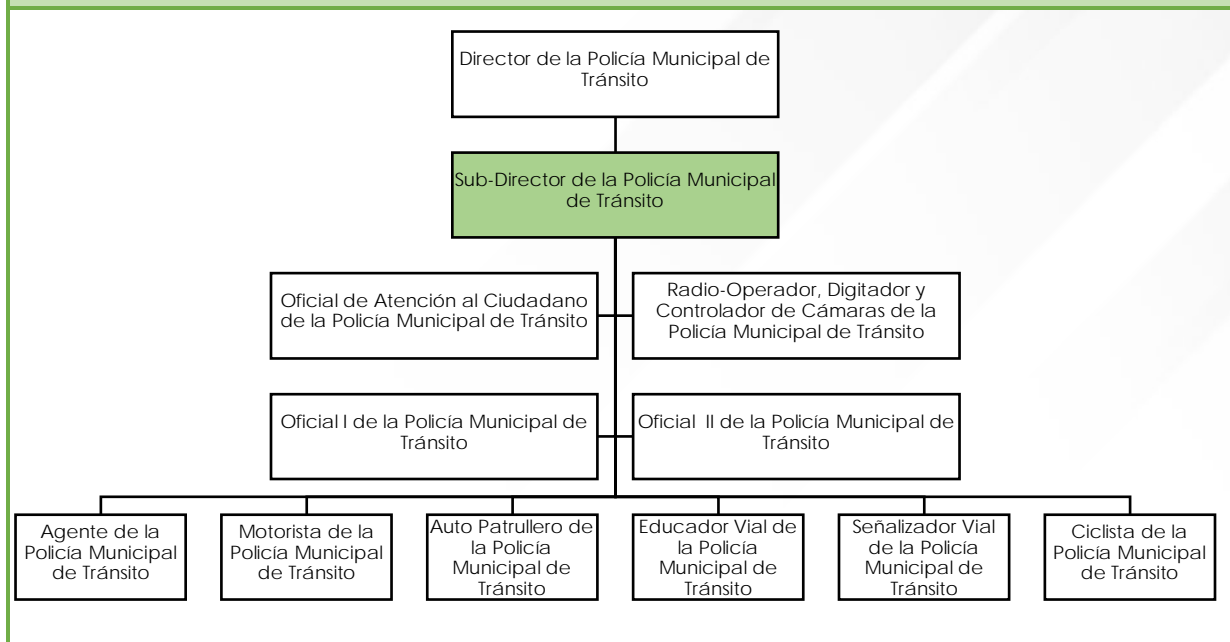 Director de la Policía Municipal de
Tránsito
Sub-Director de la Policía Municipal
de Tránsito
Oficial de Atención al Ciudadano
de la Policía Municipal de Tránsito
Radio-Operador, Digitador y
Controlador de Cámaras de la
Policía Municipal de Tránsito
Oficial I de la Policía Municipal de
Tránsito
Oficial II de la Policía Municipal de
Tránsito
Agente de la
Policía Municipal
de Tránsito
Motorista de la
Policía Municipal
de Tránsito
Auto Patrullero de
la Policía
Municipal de
Tránsito
Educador Vial de
la Policía
Municipal de
Tránsito
Señalizador Vial
de la Policía
Municipal de
Tránsito
Ciclista de la
Policía Municipal
de Tránsito